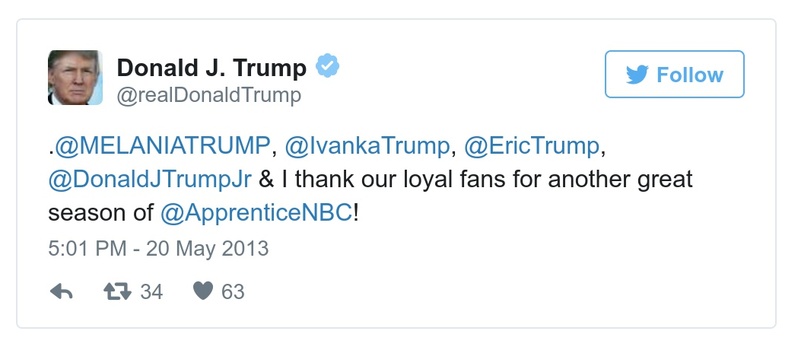 Donald J. Trump
@realDonaldTrump
Follow
.@MELANIATRUMP, @IvankaTrump, @EricTrump,
@DonaldJTrumpJr & I thank our loyal fans for another great
season of @ApprenticeNBC!
5:01 PM - 20 May 2013
34 63